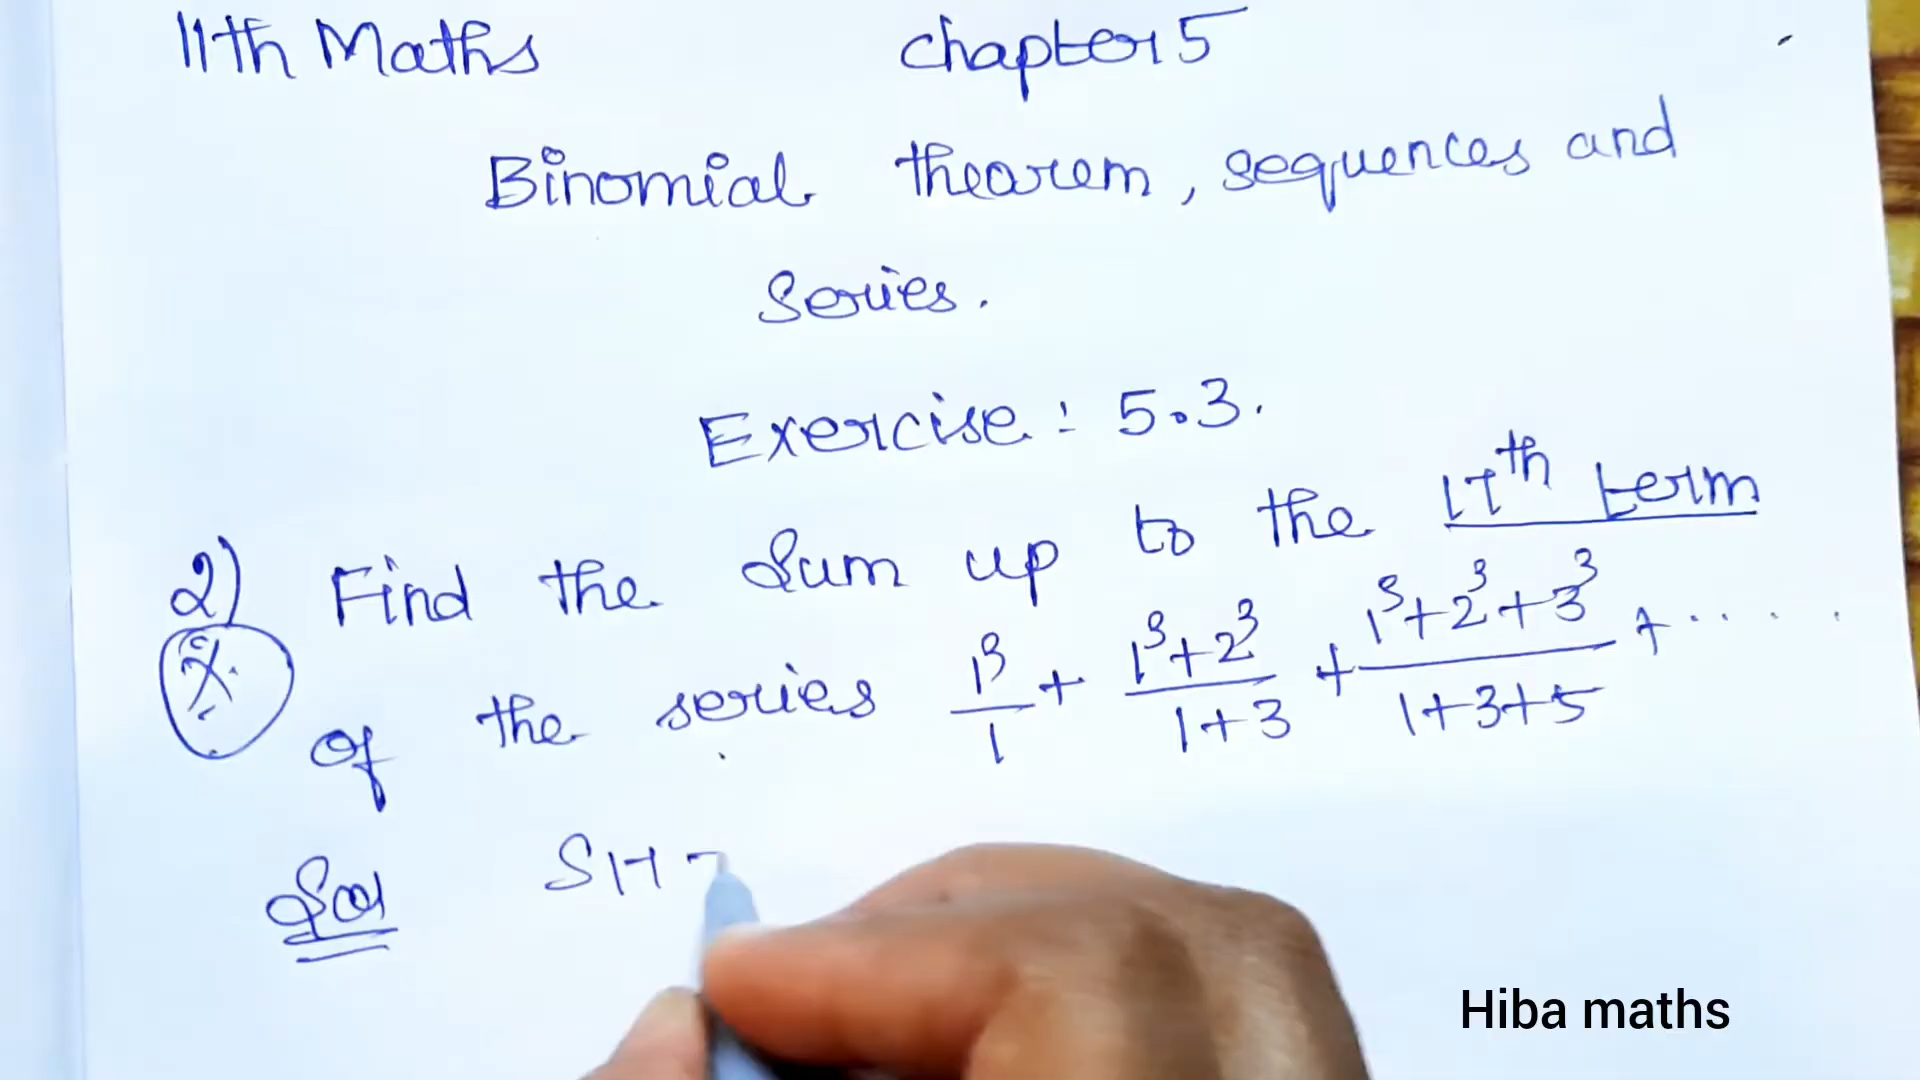 11th Maths chapter 5
Binomial thearem, sequences and
Series.
Exercise: 5.3.
2) Find the Sum up to the 17th term
of the series 1³/1 + 1³+2³/1+3 + 1³+2³+3³/1+3+5 + .....
Sol S17
Hiba maths